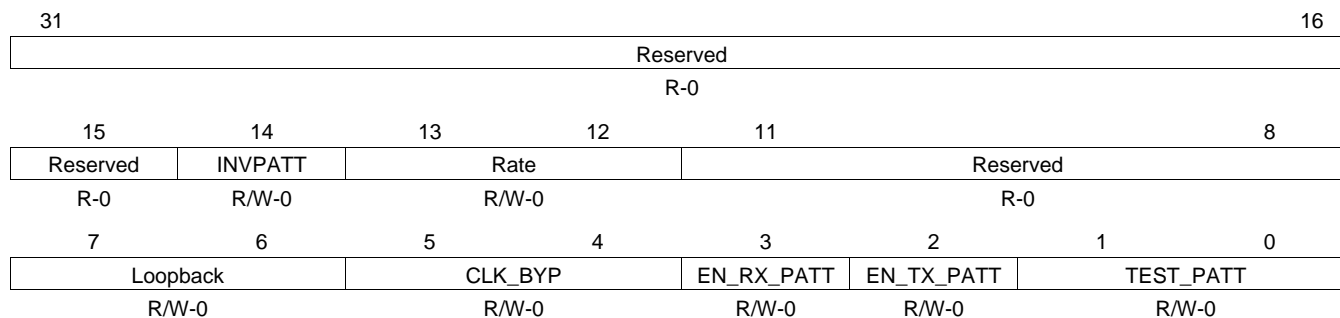 31 16
Reserved
R-0
15 14 13 12 11 8
Reserved INVPATT Rate Reserved
R-0 R/W-0 R/W-0 R-0
7 6 5 4 3 2 1 0
Loopback CLK_BYP EN_RX_PATT EN_TX_PATT TEST_PATT
R/W-0 R/W-0 R/W-0 R/W-0 R/W-0